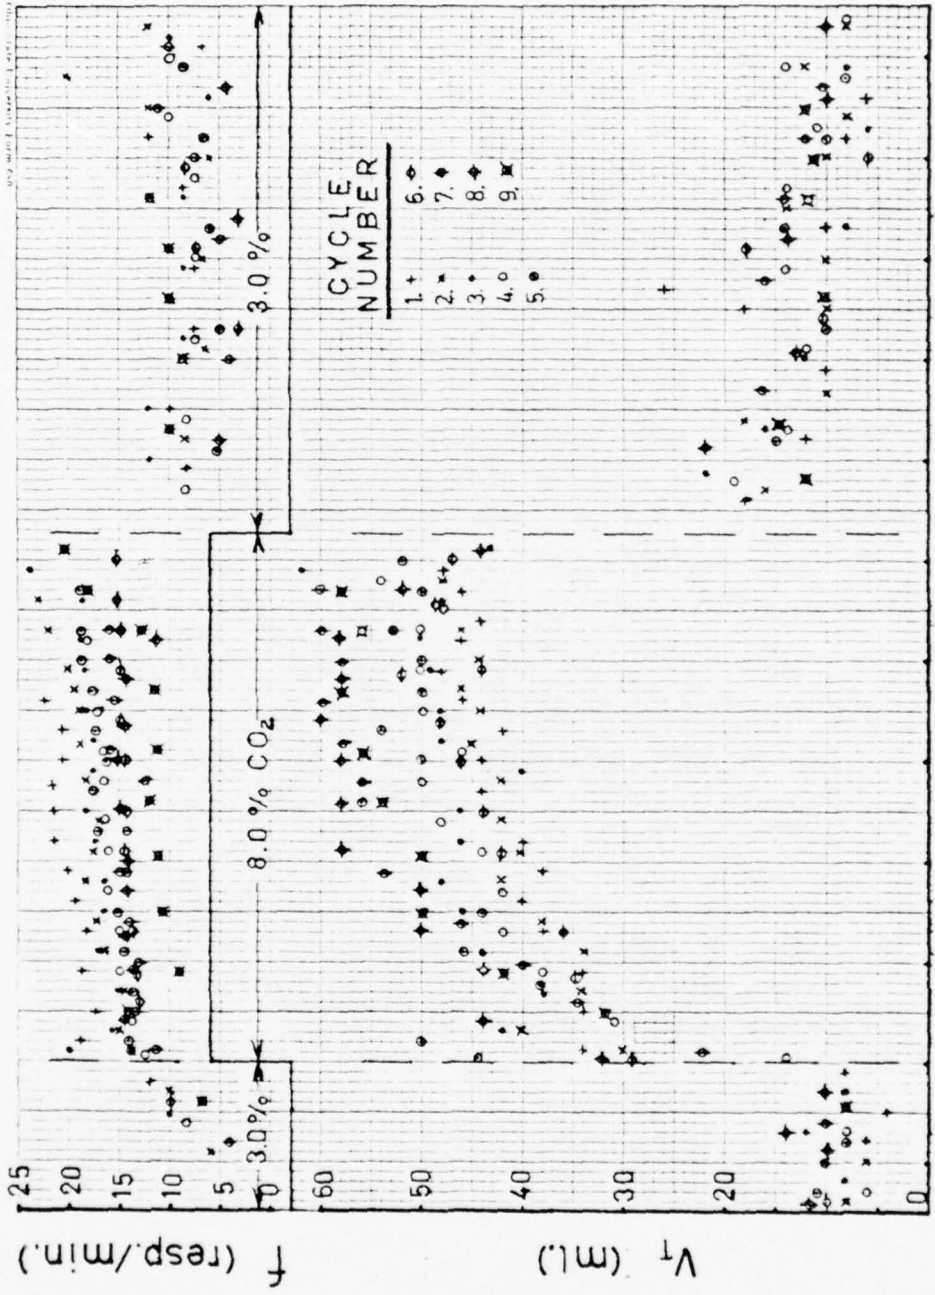 f (resp./min.)
25
20
15
10
5
0
3.0%
8.0 % CO₂
3.0 %
CYCLE
NUMBER
1. +  6.
2. ×  7.
3. •  8.
4. ○  9.
5.
V_T (ml.)
60
50
40
30
20
0